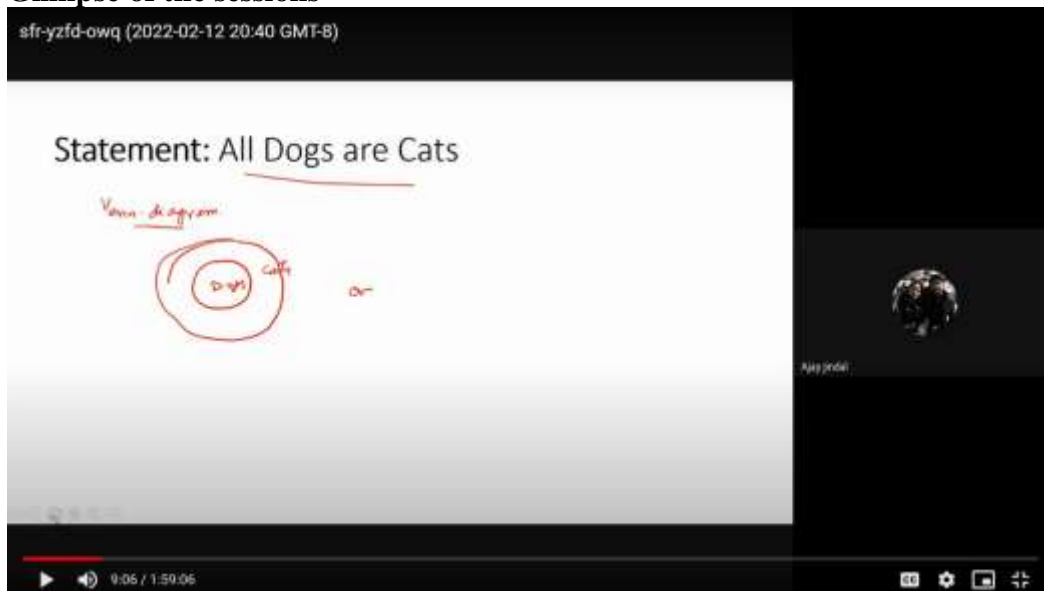 Glimpse of the sessions
sfr-yzfd-owq (2022-02-12 20:40 GMT-8)
Statement: All Dogs are Cats
Venn diagram
Dogs
Cats
or
Ajay jindal
9:06 / 1:59:06
CC